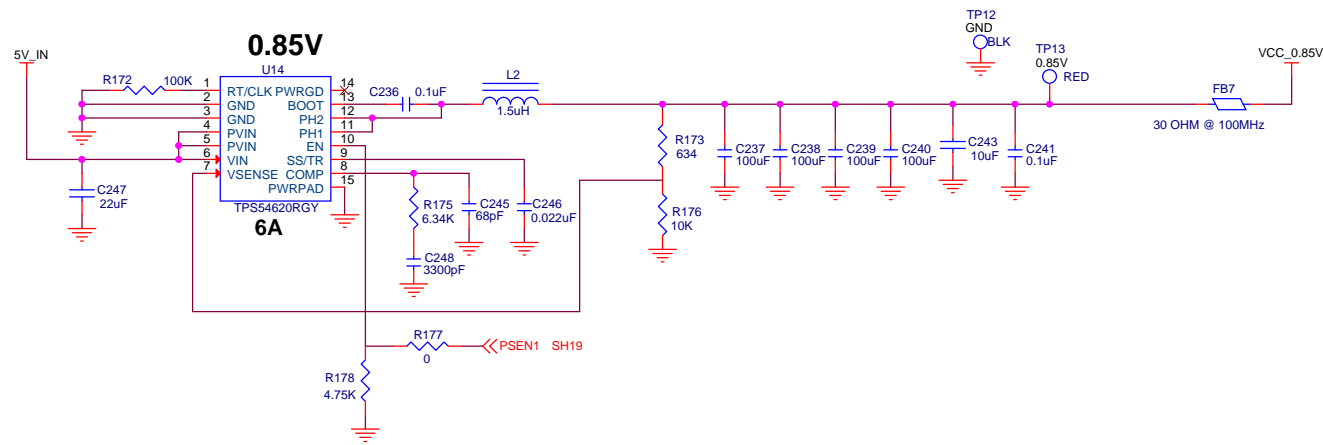 5V_IN
0.85V
U14
R172 100K
1 RT/CLK PWRGD 14
2 GND BOOT 13
3 GND PH2 12
4 PVIN PH1 11
5 PVIN EN 10
6 VIN SS/TR 9
7 VSENSE COMP 8
PWRPAD 15
TPS54620RGY
6A
C247
22uF
C236 0.1uF
L2
1.5uH
R175
6.34K
C245
68pF
C246
0.022uF
C248
3300pF
R173
634
R176
10K
C237
100uF
C238
100uF
C239
100uF
C240
100uF
C243
10uF
C241
0.1uF
TP12
GND
BLK
TP13
0.85V
RED
VCC_0.85V
FB7
30 OHM @ 100MHz
R177
0
PSEN1 SH19
R178
4.75K